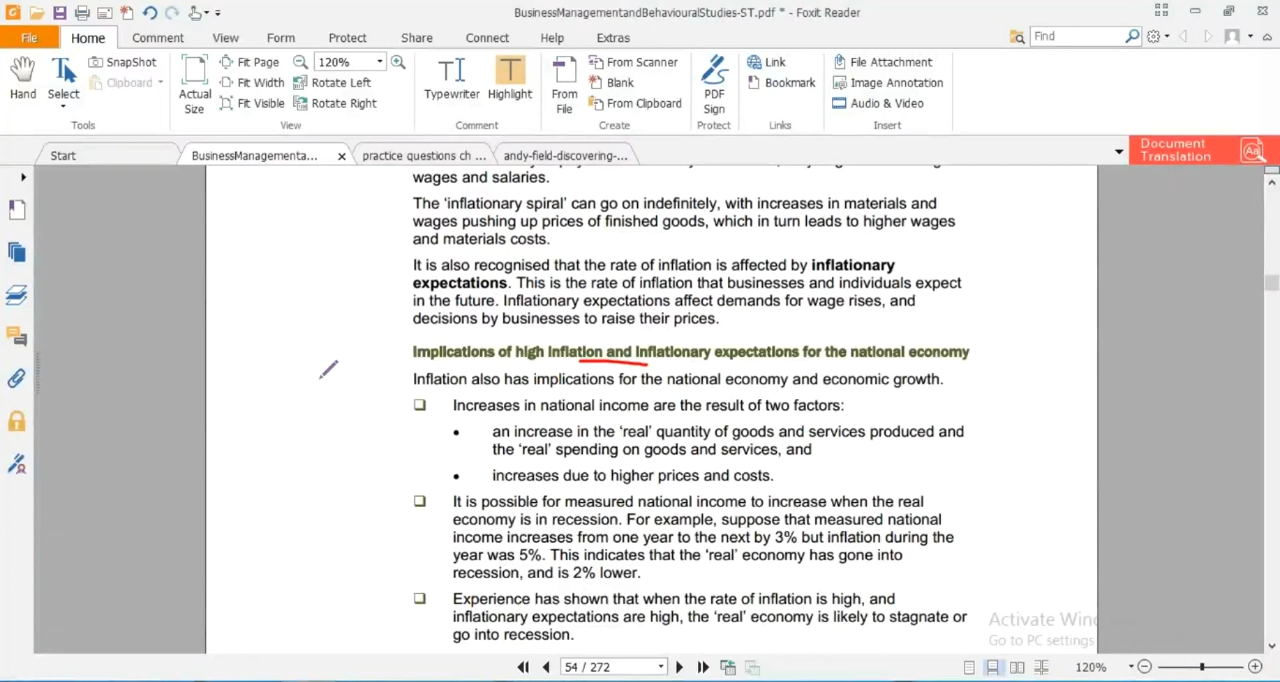 BusinessManagementandBehaviouralStudies-ST.pdf * - Foxit Reader
File Home Comment View Form Protect Share Connect Help Extras Find
Hand Select SnapShot Clipboard Actual Size Fit Page Fit Width Fit Visible 120% Rotate Left Rotate Right Typewriter Highlight From File From Scanner Blank From Clipboard PDF Sign Link Bookmark File Attachment Image Annotation Audio & Video
Tools View Comment Create Protect Links Insert
Start BusinessManagementa... practice questions ch ... andy-field-discovering-... Document Translation
wages and salaries.
The ‘inflationary spiral’ can go on indefinitely, with increases in materials and
wages pushing up prices of finished goods, which in turn leads to higher wages
and materials costs.
It is also recognised that the rate of inflation is affected by inflationary
expectations. This is the rate of inflation that businesses and individuals expect
in the future. Inflationary expectations affect demands for wage rises, and
decisions by businesses to raise their prices.
Implications of high inflation and inflationary expectations for the national economy
Inflation also has implications for the national economy and economic growth.
Increases in national income are the result of two factors:
an increase in the ‘real’ quantity of goods and services produced and
the ‘real’ spending on goods and services, and
increases due to higher prices and costs.
It is possible for measured national income to increase when the real
economy is in recession. For example, suppose that measured national
income increases from one year to the next by 3% but inflation during the
year was 5%. This indicates that the ‘real’ economy has gone into
recession, and is 2% lower.
Experience has shown that when the rate of inflation is high, and
inflationary expectations are high, the ‘real’ economy is likely to stagnate or
go into recession.
Activate Win
Go to PC settings
54 / 272 120%